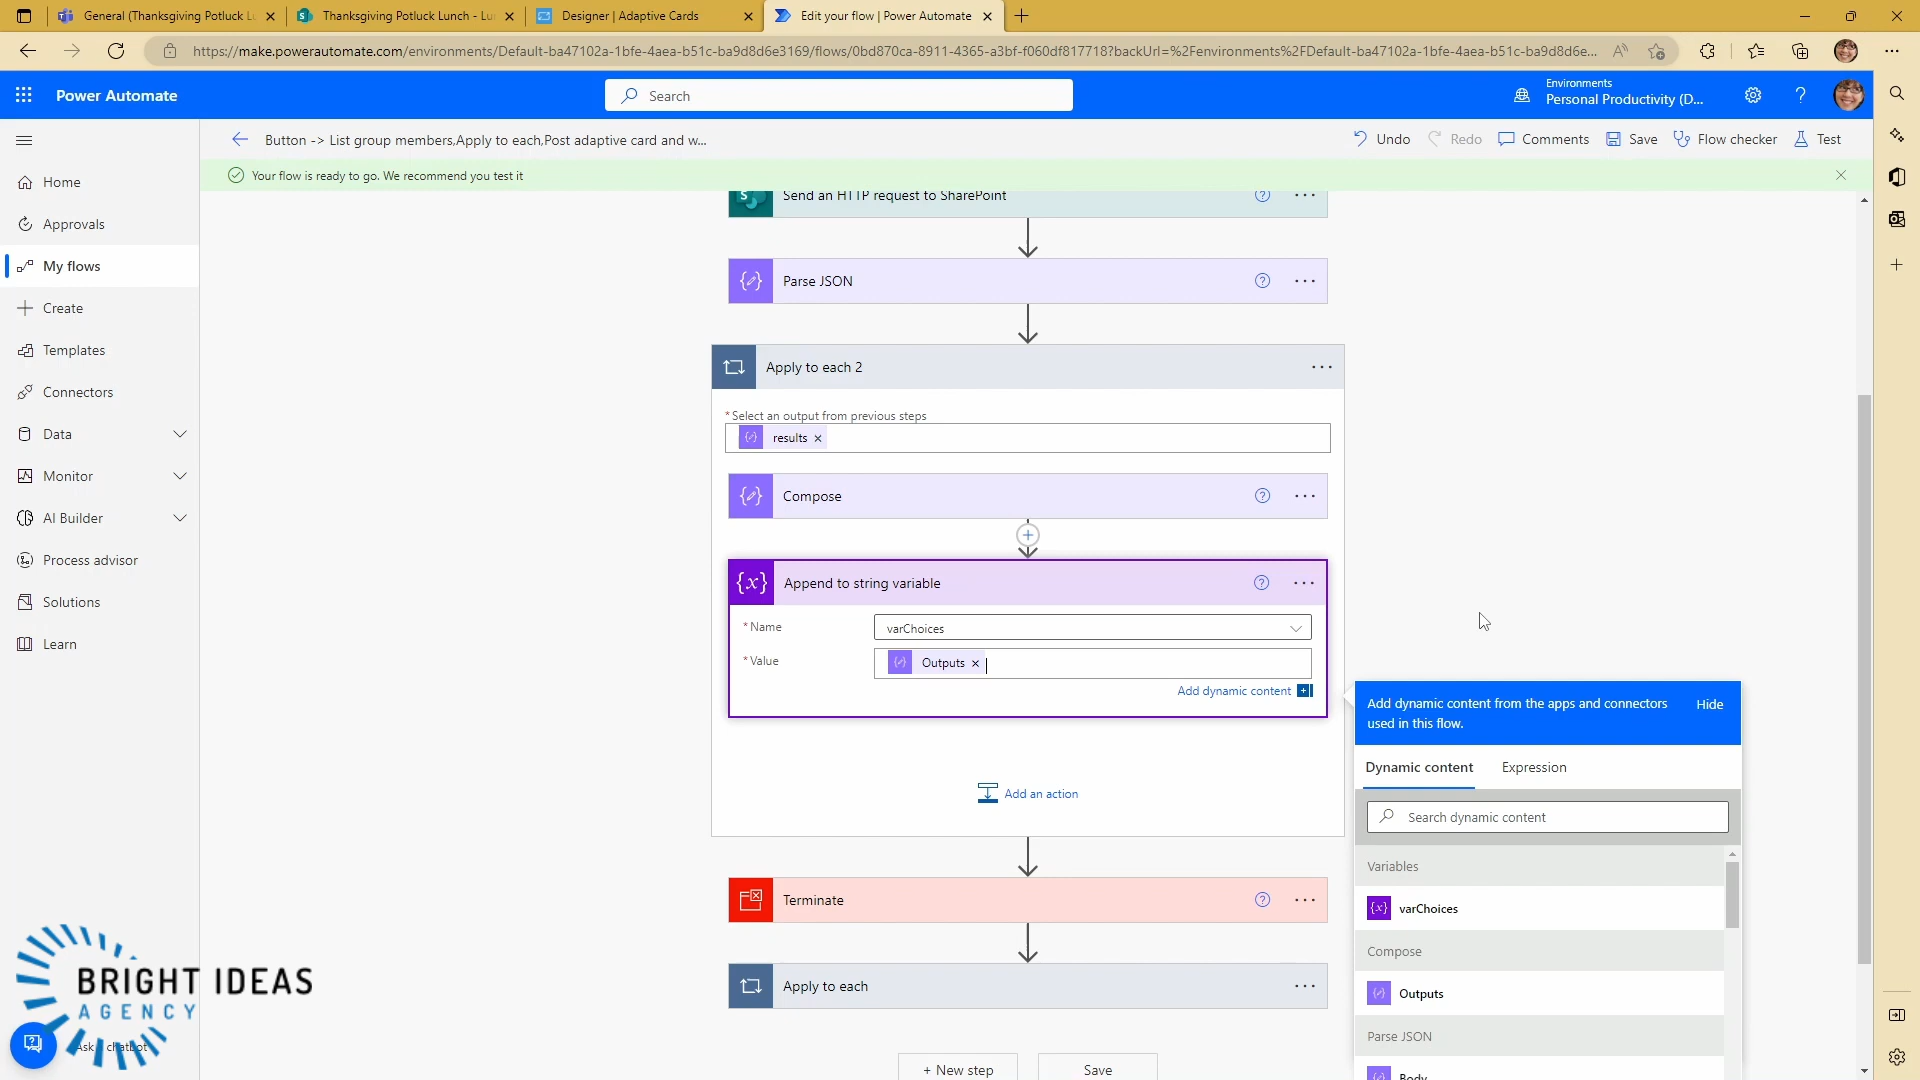 General (Thanksgiving Potluck Lu
Thanksgiving Potluck Lunch - Lun
Designer | Adaptive Cards
Edit your flow | Power Automate
https://make.powerautomate.com/environments/Default-ba47102a-1bfe-4aea-b51c-ba9d8d6e3169/flows/0bd870ca-8911-4365-a3bf-f060df817718?backUrl=%2Fenvironments%2FDefault-ba47102a-1bfe-4aea-b51c-ba9d8d6e...
Power Automate
Search
Environments
Personal Productivity (D...
Button -> List group members,Apply to each,Post adaptive card and w...
Undo
Redo
Comments
Save
Flow checker
Test
Your flow is ready to go. We recommend you test it
Home
Approvals
My flows
Create
Templates
Connectors
Data
Monitor
AI Builder
Process advisor
Solutions
Learn
Send an HTTP request to SharePoint
Parse JSON
Apply to each 2
* Select an output from previous steps
results
Compose
Append to string variable
* Name
varChoices
* Value
Outputs
Add dynamic content
Add an action
Terminate
Apply to each
+ New step
Save
Add dynamic content from the apps and connectors
used in this flow.
Hide
Dynamic content
Expression
Search dynamic content
Variables
varChoices
Compose
Outputs
Parse JSON
Body
BRIGHT IDEAS
AGENCY
Ask a chatbot